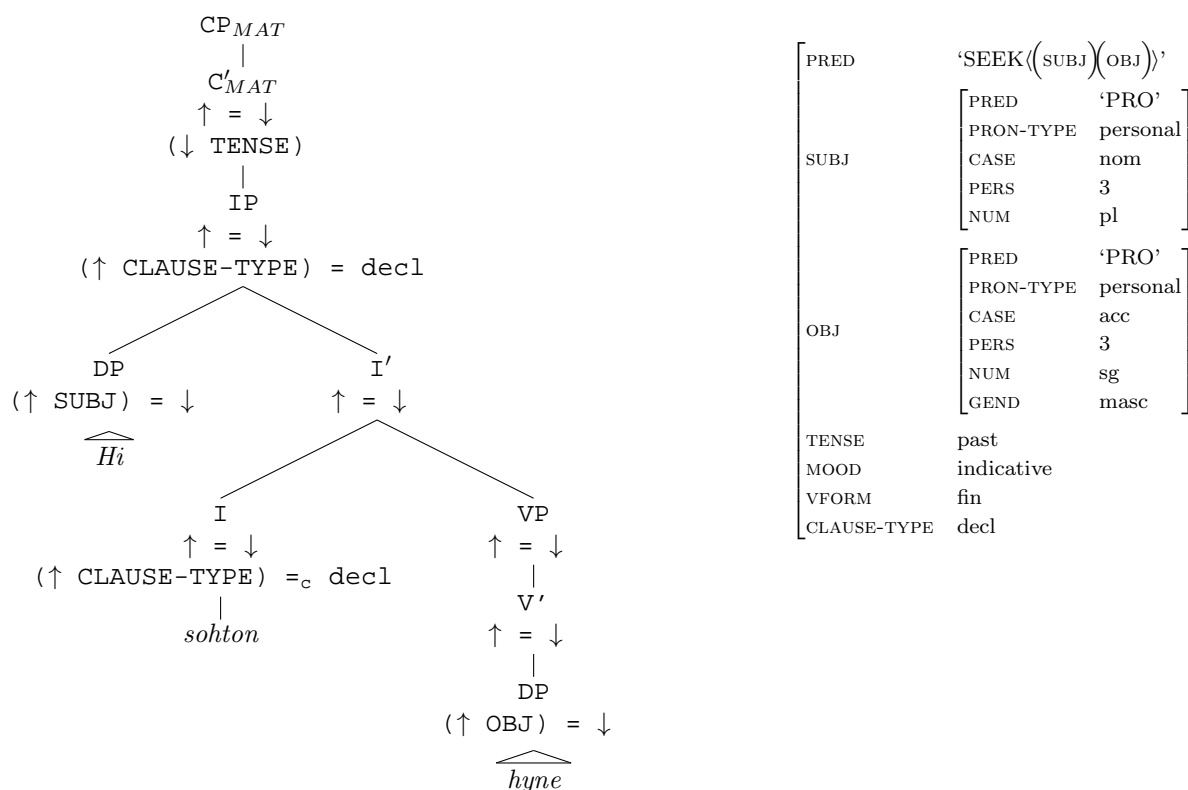 CP_MAT
C′_MAT
↑ = ↓
(↓ TENSE)
IP
↑ = ↓
(↑ CLAUSE-TYPE) = decl
DP I′
(↑ SUBJ) = ↓ ↑ = ↓
Hi
I VP
↑ = ↓ ↑ = ↓
(↑ CLAUSE-TYPE) =c decl
sohton
V'
↑ = ↓
DP
(↑ OBJ) = ↓
hyne
PRED ‘SEEK⟨(SUBJ)(OBJ)⟩’
PRED ‘PRO’
PRON-TYPE personal
SUBJ CASE nom
PERS 3
NUM pl
PRED ‘PRO’
PRON-TYPE personal
CASE acc
OBJ PERS 3
NUM sg
GEND masc
TENSE past
MOOD indicative
VFORM fin
CLAUSE-TYPE decl